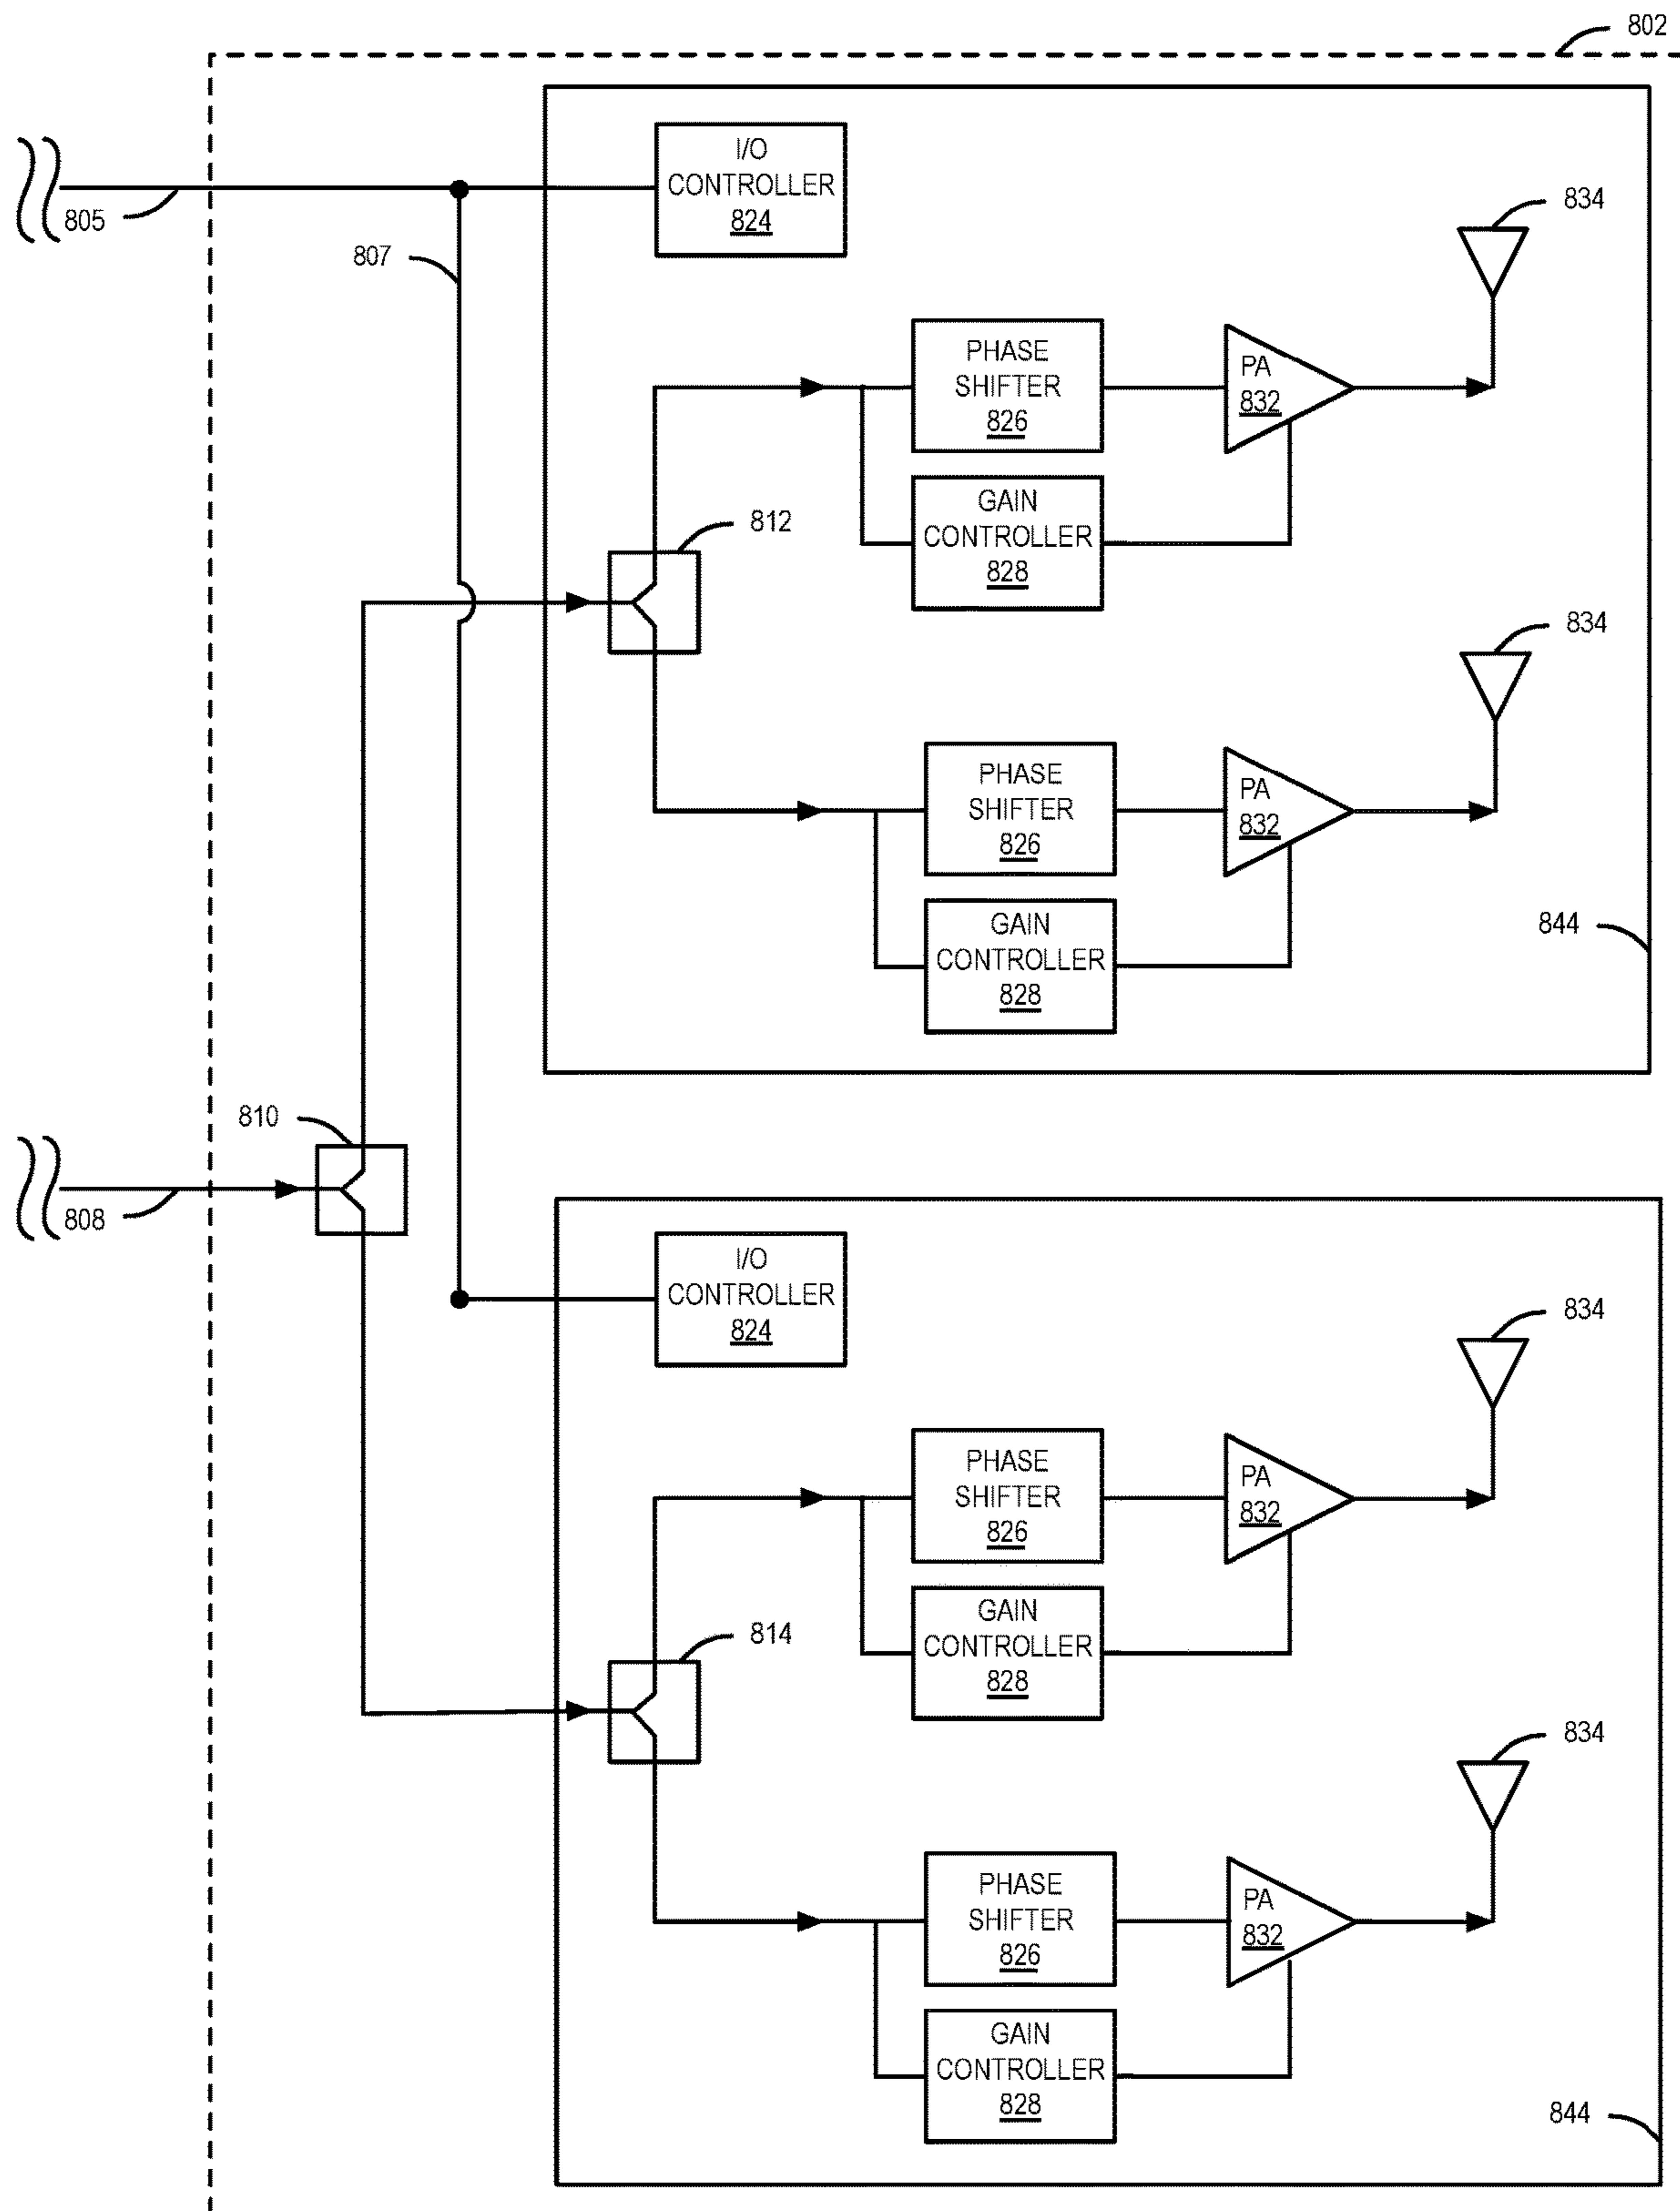 802
I/O
CONTROLLER
824
805
807
834
PHASE
SHIFTER
826
PA
832
GAIN
CONTROLLER
828
812
834
PHASE
SHIFTER
826
PA
832
GAIN
CONTROLLER
828
844
810
808
I/O
CONTROLLER
824
834
PHASE
SHIFTER
826
PA
832
GAIN
CONTROLLER
828
814
834
PHASE
SHIFTER
826
PA
832
GAIN
CONTROLLER
828
844